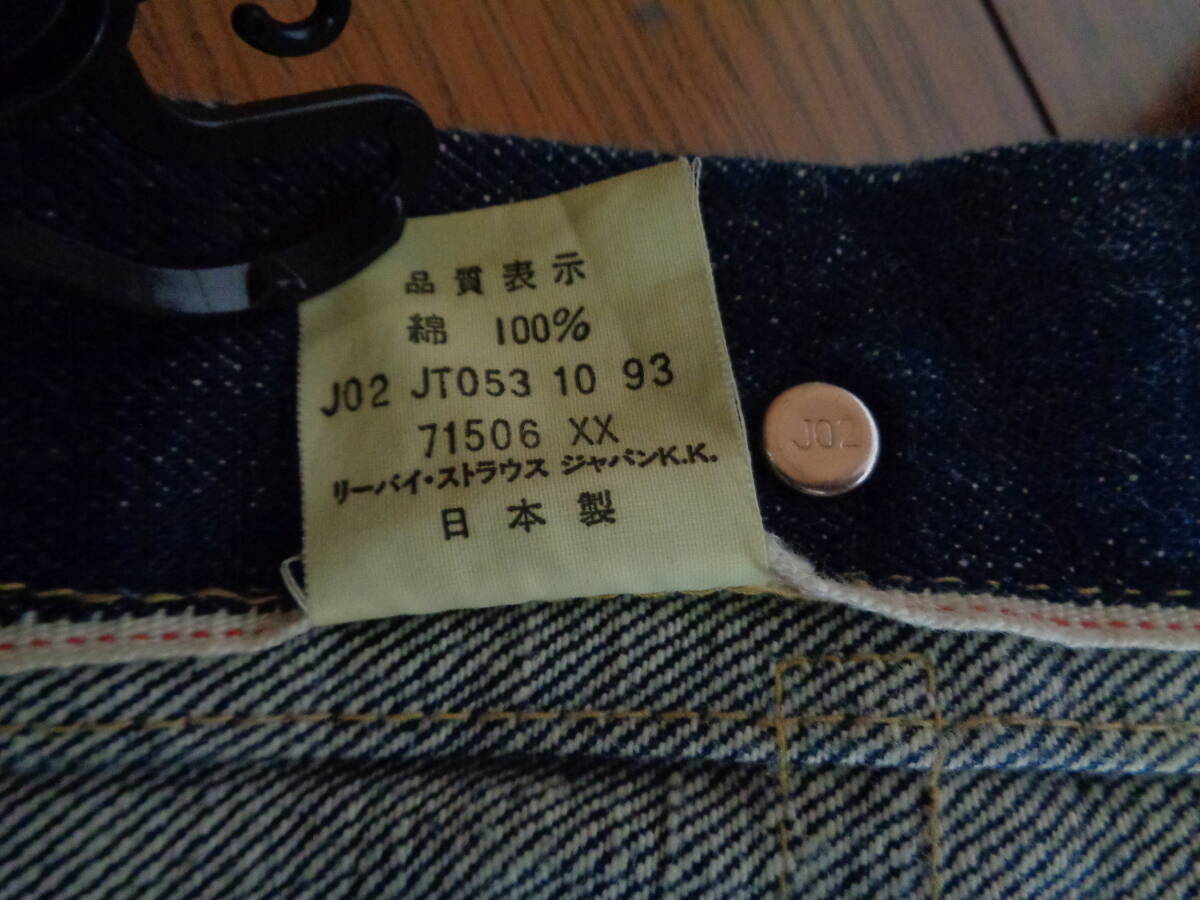 品質表示
綿 100%
J02 JT053 10 93
71506 XX
リーバイ・ストラウス ジャパンK.K.
日本製
J02